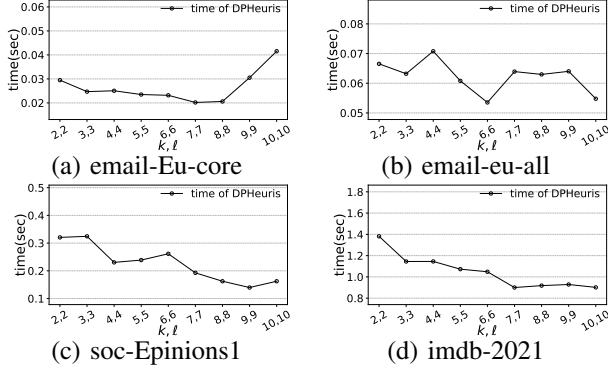 time of DPHeuris
time(sec)
0.06
0.05
0.04
0.03
0.02
2,2 3,3 4,4 5,5 6,6 7,7 8,8 9,9 10,10
k, ℓ
(a) email-Eu-core
time of DPHeuris
time(sec)
0.08
0.07
0.06
0.05
2,2 3,3 4,4 5,5 6,6 7,7 8,8 9,9 10,10
k, ℓ
(b) email-eu-all
time of DPHeuris
time(sec)
0.5
0.4
0.3
0.2
0.1
2,2 3,3 4,4 5,5 6,6 7,7 8,8 9,9 10,10
k, ℓ
(c) soc-Epinions1
time of DPHeuris
time(sec)
1.8
1.6
1.4
1.2
1.0
0.8
2,2 3,3 4,4 5,5 6,6 7,7 8,8 9,9 10,10
k, ℓ
(d) imdb-2021